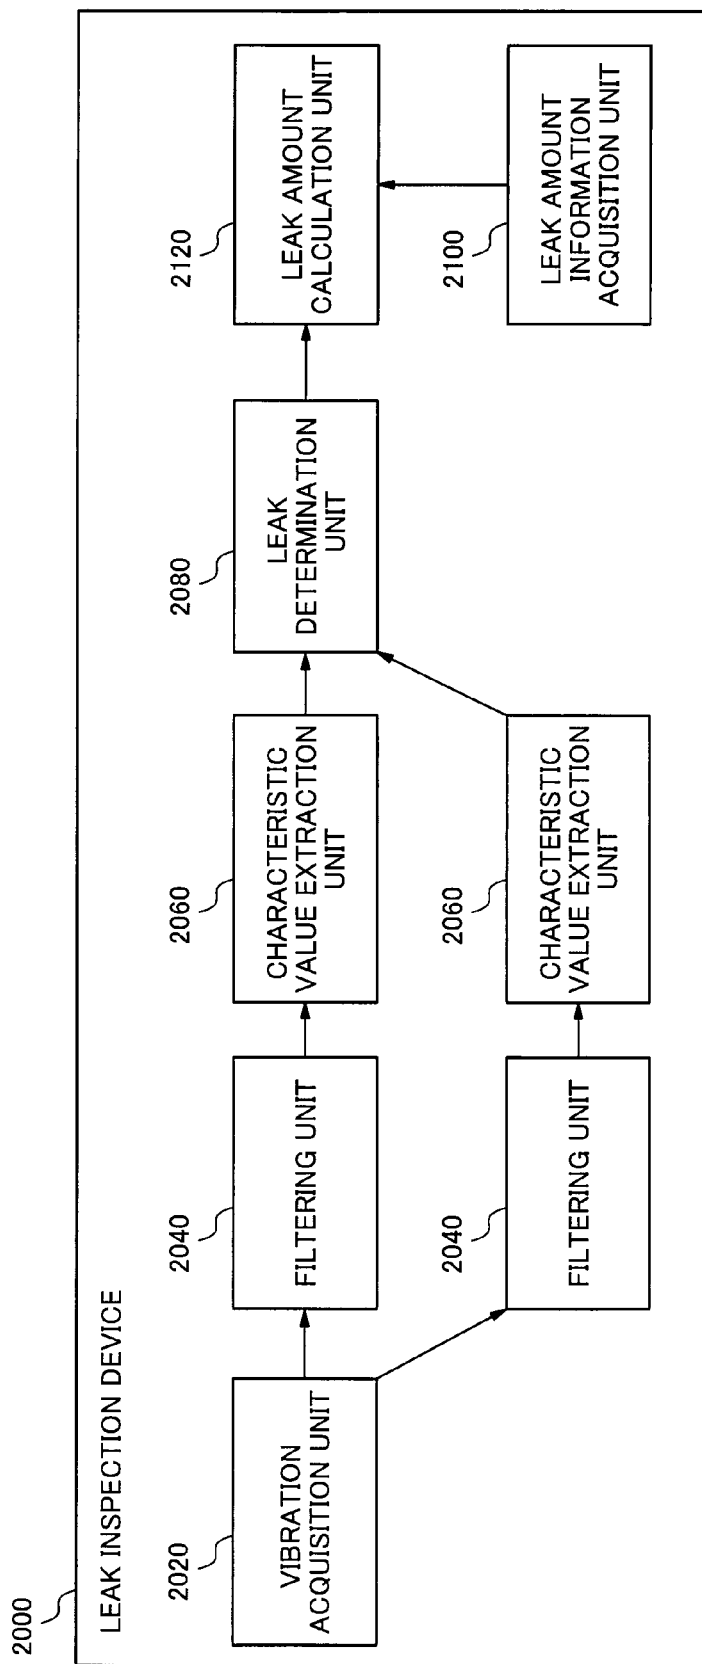 2000
LEAK INSPECTION DEVICE
2020
VIBRATION
ACQUISITION UNIT
2040
FILTERING UNIT
2060
CHARACTERISTIC
VALUE EXTRACTION
UNIT
2080
LEAK
DETERMINATION
UNIT
2120
LEAK AMOUNT
CALCULATION UNIT
2040
FILTERING UNIT
2060
CHARACTERISTIC
VALUE EXTRACTION
UNIT
2100
LEAK AMOUNT
INFORMATION
ACQUISITION UNIT